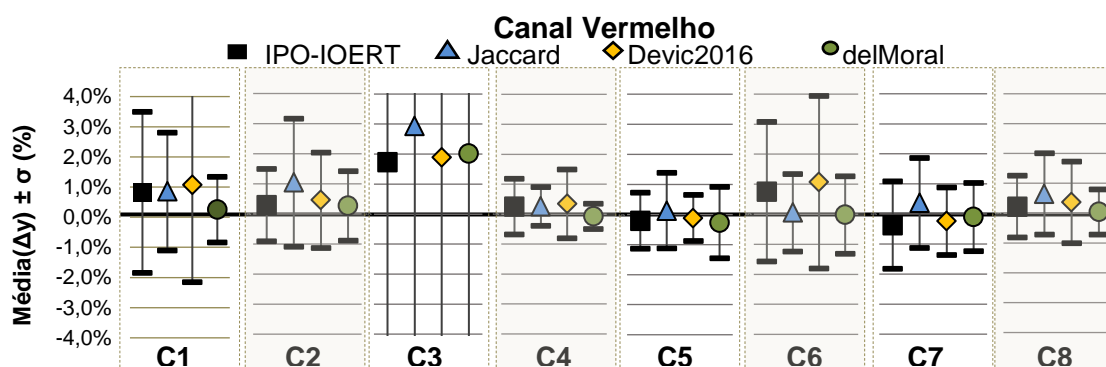 Canal Vermelho
IPO-IOERT Jaccard Devic2016 delMoral
Média(Δy) ± σ (%)
4,0%
3,0%
2,0%
1,0%
0,0%
-1,0%
-2,0%
-3,0%
-4,0%
C1 C2 C3 C4 C5 C6 C7 C8